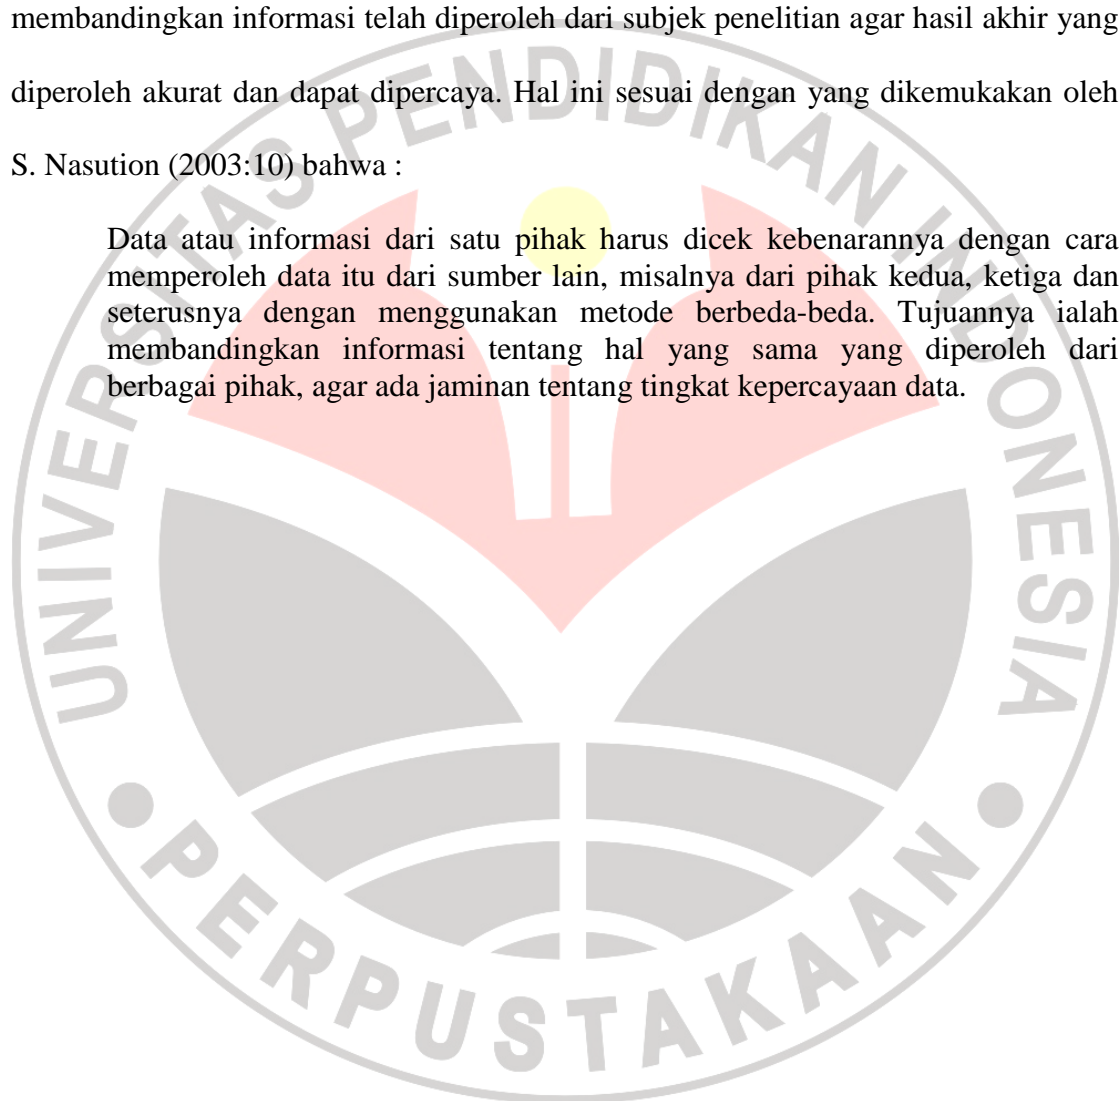 membandingkan informasi telah diperoleh dari subjek penelitian agar hasil akhir yang
diperoleh akurat dan dapat dipercaya. Hal ini sesuai dengan yang dikemukakan oleh
S. Nasution (2003:10) bahwa :
Data atau informasi dari satu pihak harus dicek kebenarannya dengan cara
memperoleh data itu dari sumber lain, misalnya dari pihak kedua, ketiga dan
seterusnya dengan menggunakan metode berbeda-beda. Tujuannya ialah
membandingkan informasi tentang hal yang sama yang diperoleh dari
berbagai pihak, agar ada jaminan tentang tingkat kepercayaan data.
UNIVERSITAS PENDIDIKAN INDONESIA
PERPUSTAKAAN